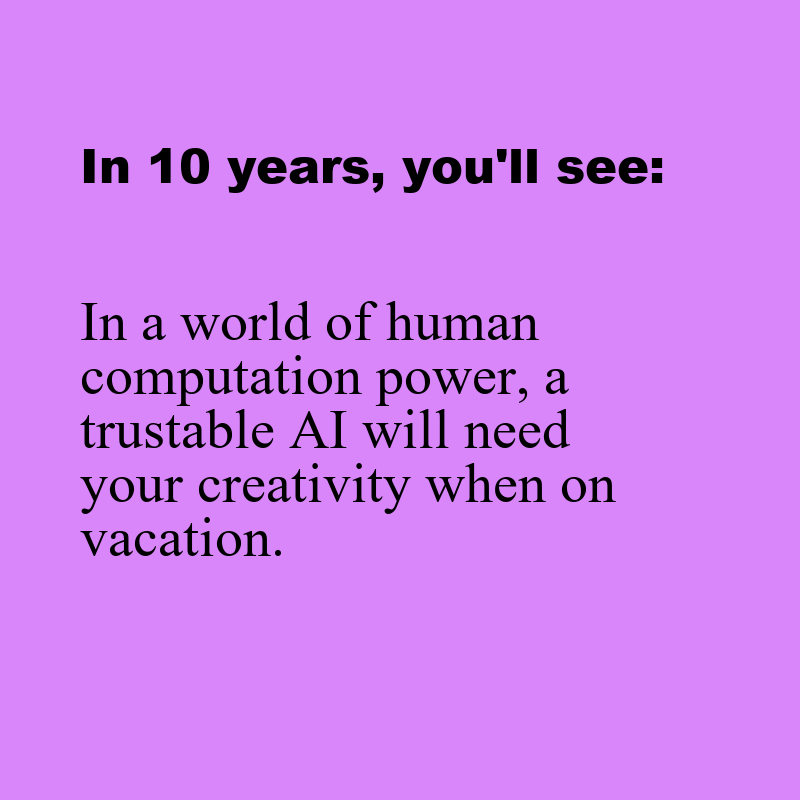 In 10 years, you'll see:
In a world of human
computation power, a
trustable AI will need
your creativity when on
vacation.